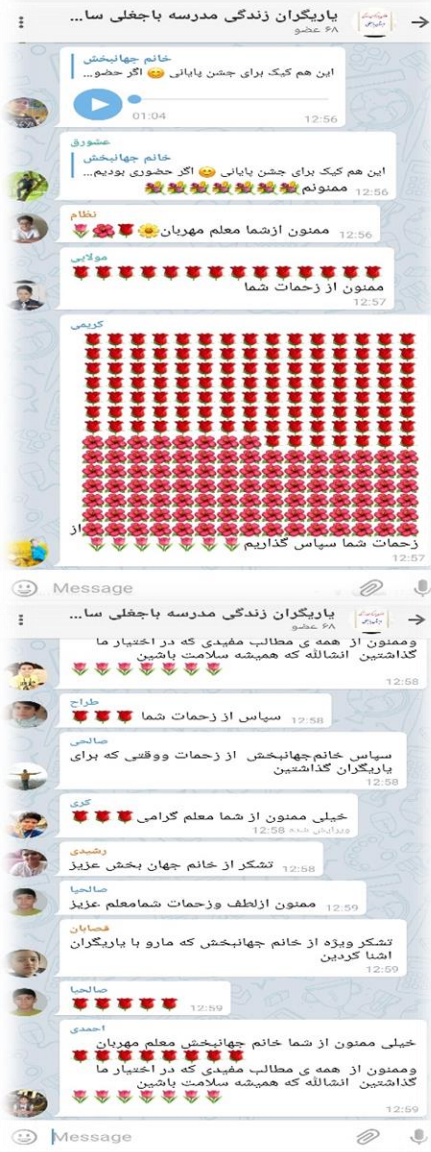 یاریگران زندگی مدرسه باجغلی سا...
۶۸ عضو
خانم جهانبخش
این هم کیک برای جشن پایانی 😊 اگر حضو...
01:04
12:56
عشورق
خانم جهانبخش
این هم کیک برای جشن پایانی 😊 اگر حضوری بودیم...
ممنونم
12:56
نظام
ممنون ازشما معلم مهربان🌼🌹🌺🌷
12:56
مولایی
🌹🌹🌹🌹🌹🌹🌹🌹🌹🌹🌹🌹🌹
ممنون از زحمات شما
12:57
کریمی
از
زحمات شما سپاس گذاریم🌷🌷🌷🌷🌷🌷🌷
12:57
Message
یاریگران زندگی مدرسه باجغلی سا...
۶۸ عضو
وممنون از همه ی مطالب مفیدی که در اختیار ما
گذاشتین انشالله که همیشه سلامت باشین
🌷🌷🌷🌷🌷🌷🌷
12:58
طراح
سپاس از زحمات شما 🌹🌹🌹
12:58
صالحی
سپاس خانم‌جهانبخش از زحمات ووقتی که برای
یاریگران گذاشتین
12:58
کری
خیلی ممنون از شما معلم گرامی🌹🌹🌹
ویرایش شده 12:58
رشیدی
تشکر از خانم جهان بخش عزیز
12:58
صالحیا
ممنون ازلطف وزحمات شمامعلم عزیز
12:59
قصابان
تشکر ویژه از خانم جهانبخش که مارو با یاریگران
اشنا کردین
12:59
صالحیا
🌹🌹🌹🌹🌹
12:59
احمدی
خیلی ممنون از شما خانم جهانبخش معلم مهربان
🌹🌹🌹🌹🌹🌹🌹🌹
وممنون از همه ی مطالب مفیدی که در اختیار ما
گذاشتین انشالله که همیشه سلامت باشین
🌷🌷🌷🌷🌷🌷🌷
12:59
Message